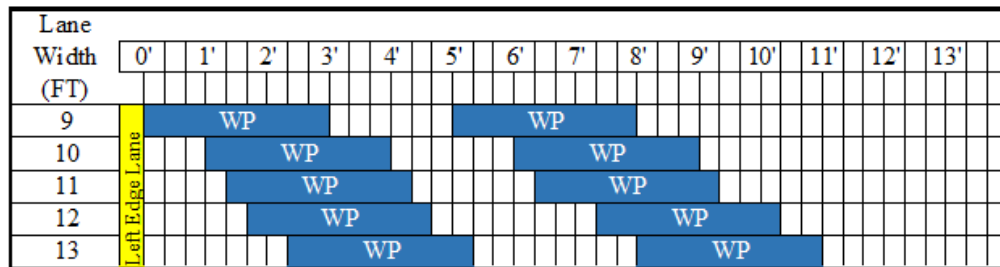 Lane
Width
(FT)
0' 1' 2' 3' 4' 5' 6' 7' 8' 9' 10' 11' 12' 13'
Left Edge Lane
9 WP WP
10 WP WP
11 WP WP
12 WP WP
13 WP WP